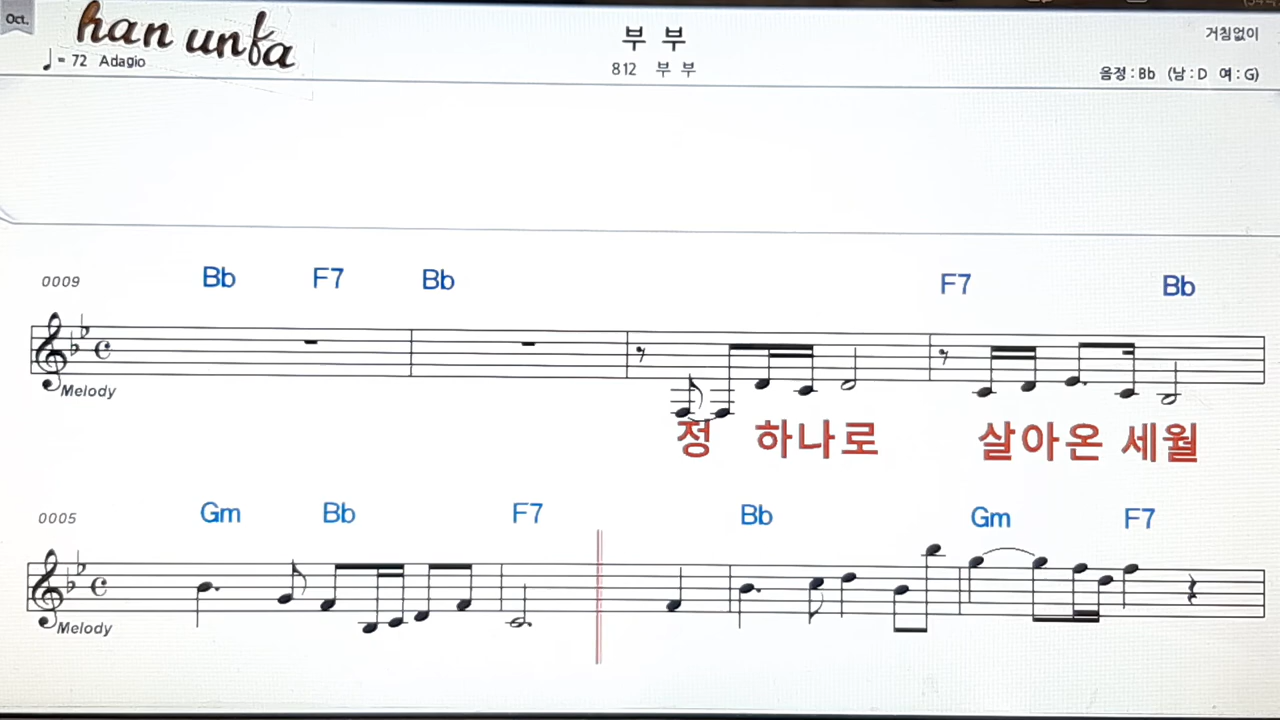 Oct.
han unfa
부 부
거침없이
♩= 72 Adagio
812 부 부
음정 : Bb (남 : D 여 : G)
0009 Bb F7 Bb F7 Bb
Melody
정 하나로 살아온 세월
0005 Gm Bb F7 Bb Gm F7
Melody